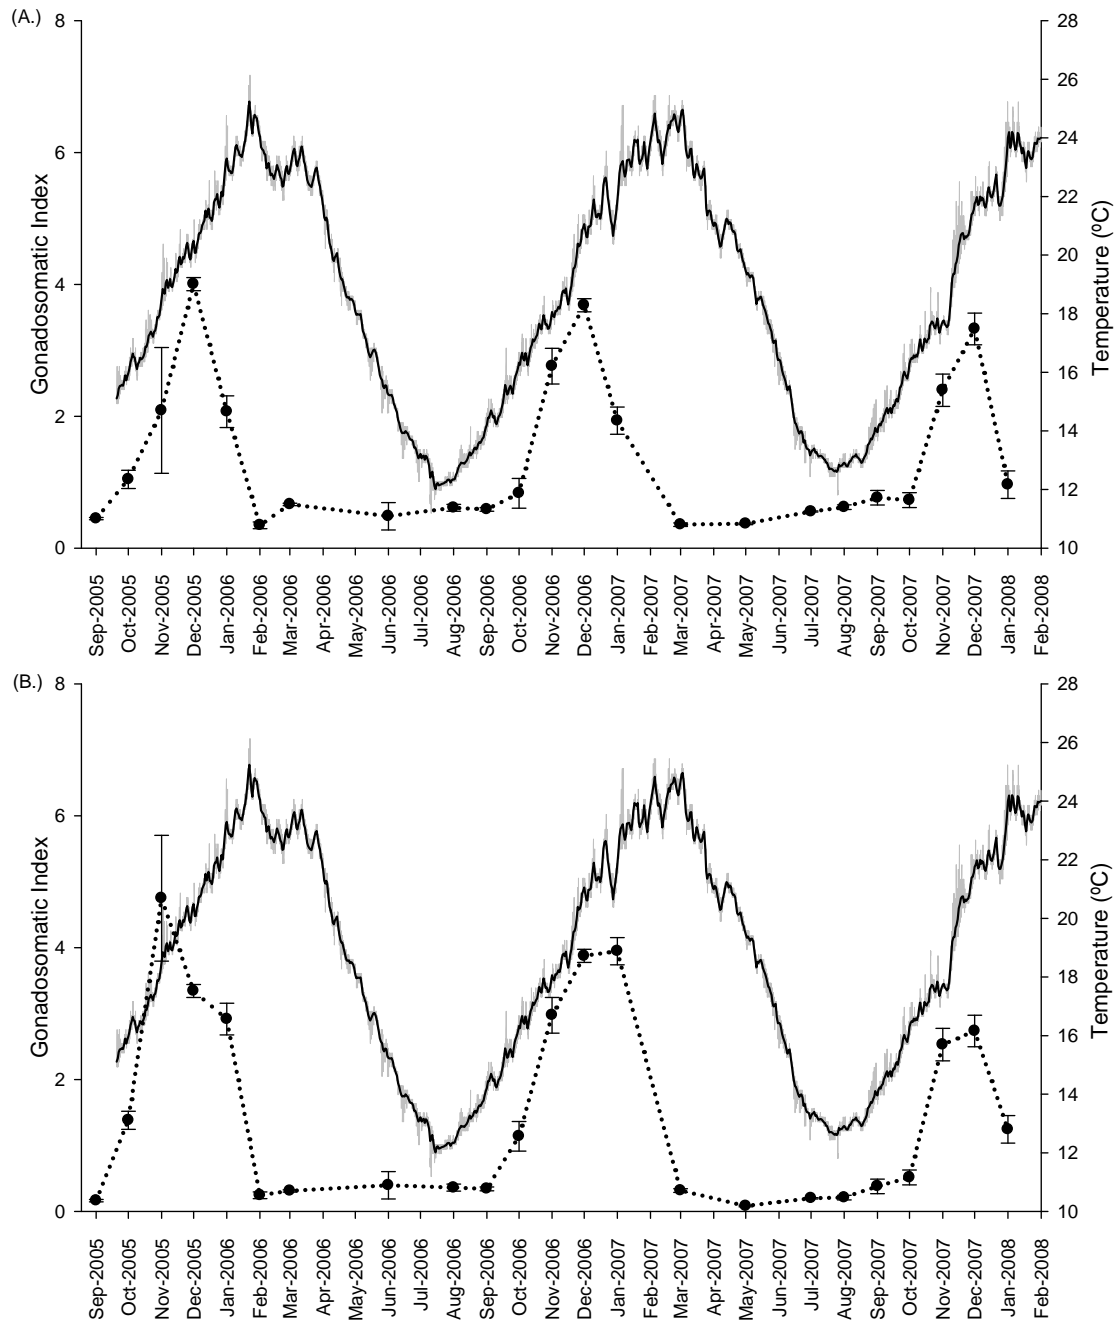 (A.)
8
6
4
2
0
Gonadosomatic Index
28
26
24
22
20
18
16
14
12
10
Temperature (ºC)
Sep-2005
Oct-2005
Nov-2005
Dec-2005
Jan-2006
Feb-2006
Mar-2006
Apr-2006
May-2006
Jun-2006
Jul-2006
Aug-2006
Sep-2006
Oct-2006
Nov-2006
Dec-2006
Jan-2007
Feb-2007
Mar-2007
Apr-2007
May-2007
Jun-2007
Jul-2007
Aug-2007
Sep-2007
Oct-2007
Nov-2007
Dec-2007
Jan-2008
Feb-2008
(B.)
8
6
4
2
0
Gonadosomatic Index
28
26
24
22
20
18
16
14
12
10
Temperature (ºC)
Sep-2005
Oct-2005
Nov-2005
Dec-2005
Jan-2006
Feb-2006
Mar-2006
Apr-2006
May-2006
Jun-2006
Jul-2006
Aug-2006
Sep-2006
Oct-2006
Nov-2006
Dec-2006
Jan-2007
Feb-2007
Mar-2007
Apr-2007
May-2007
Jun-2007
Jul-2007
Aug-2007
Sep-2007
Oct-2007
Nov-2007
Dec-2007
Jan-2008
Feb-2008